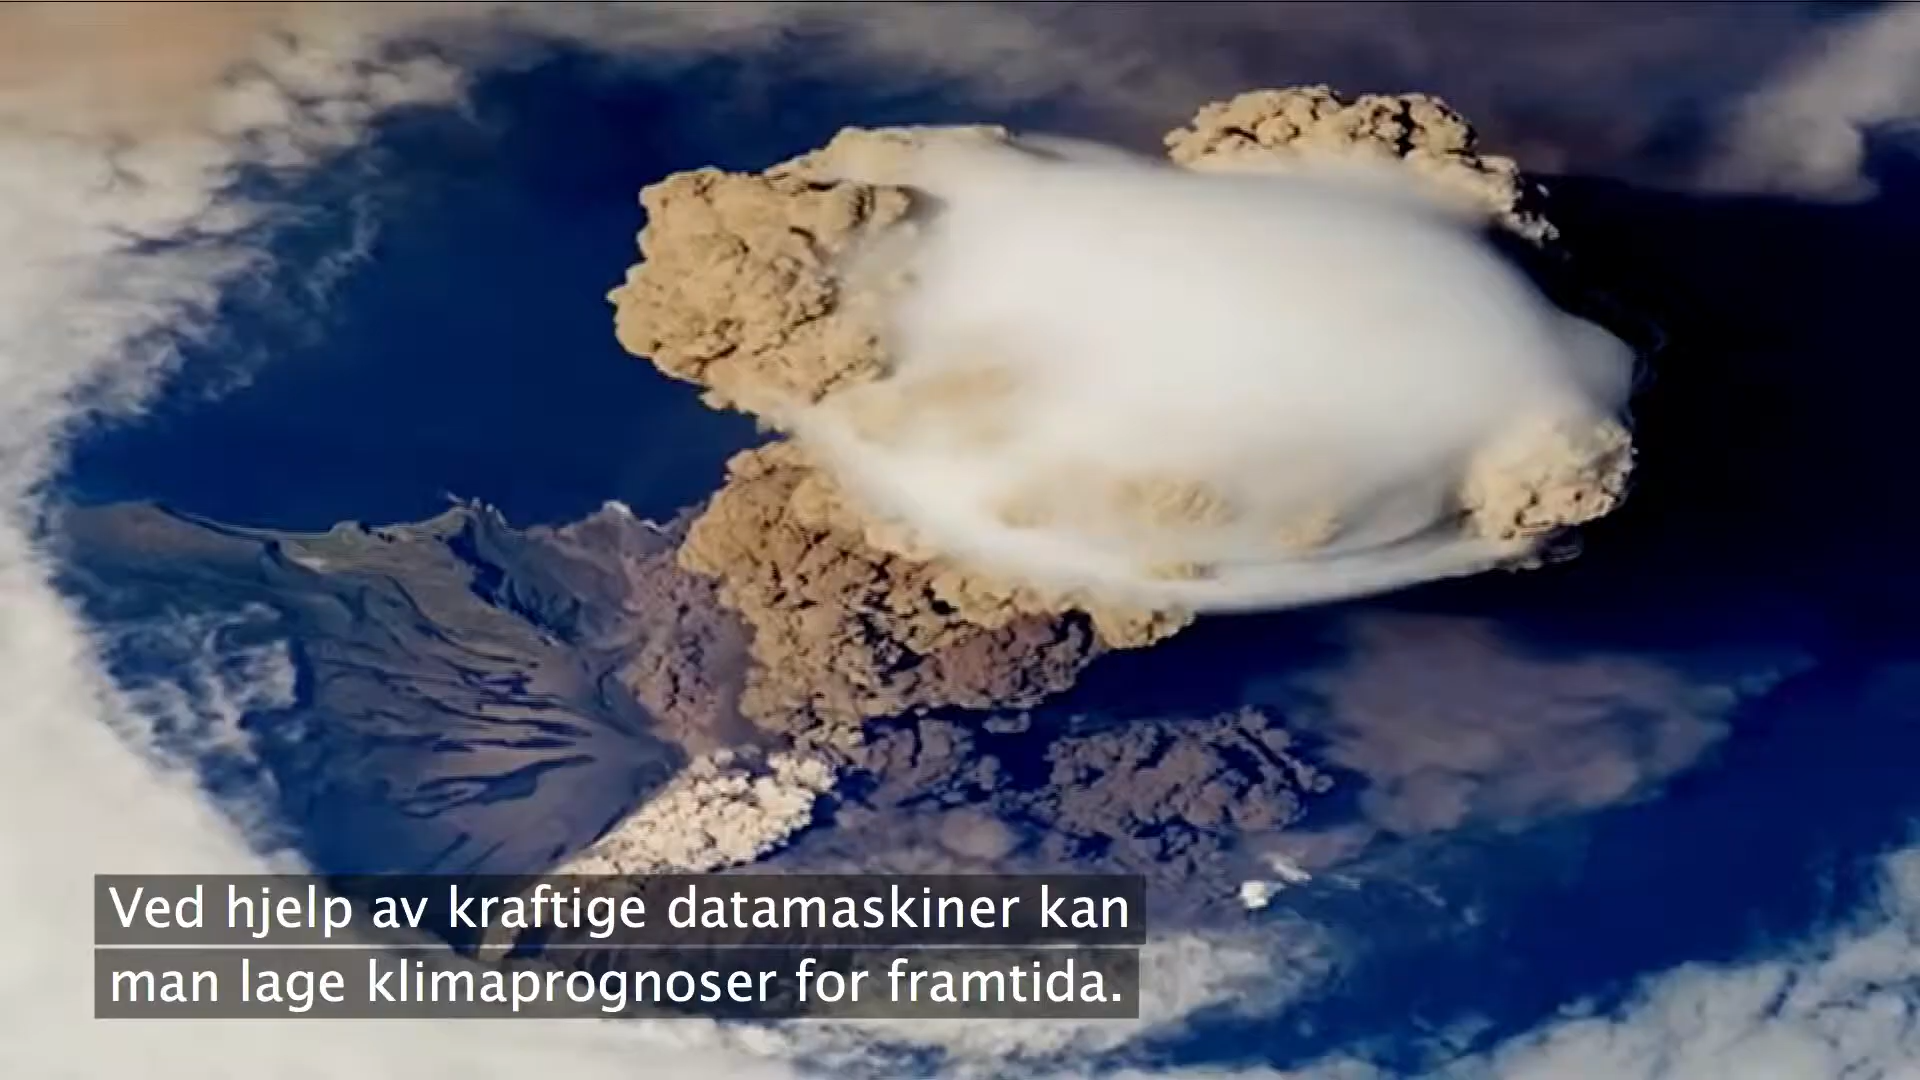 Ved hjelp av kraftige datamaskiner kan
man lage klimaprognoser for framtida.